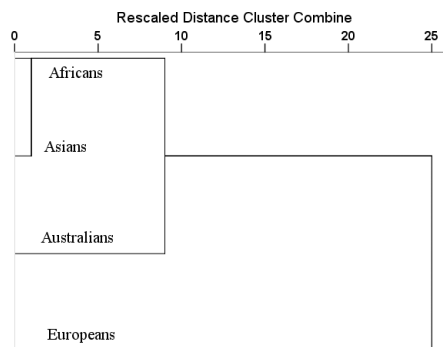 Rescaled Distance Cluster Combine
0 5 10 15 20 25
Africans
Asians
Australians
Europeans